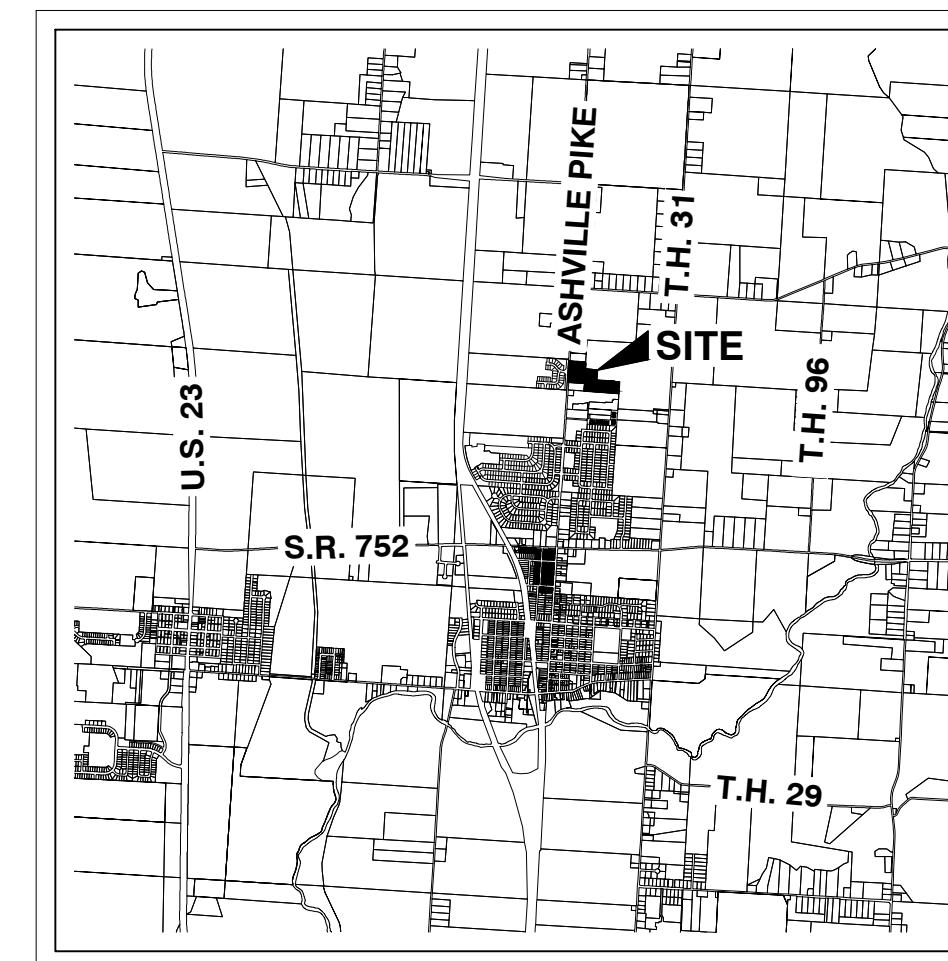 ASHVILLE PIKE
T.H. 31
SITE
T.H. 96
U.S. 23
S.R. 752
T.H. 29